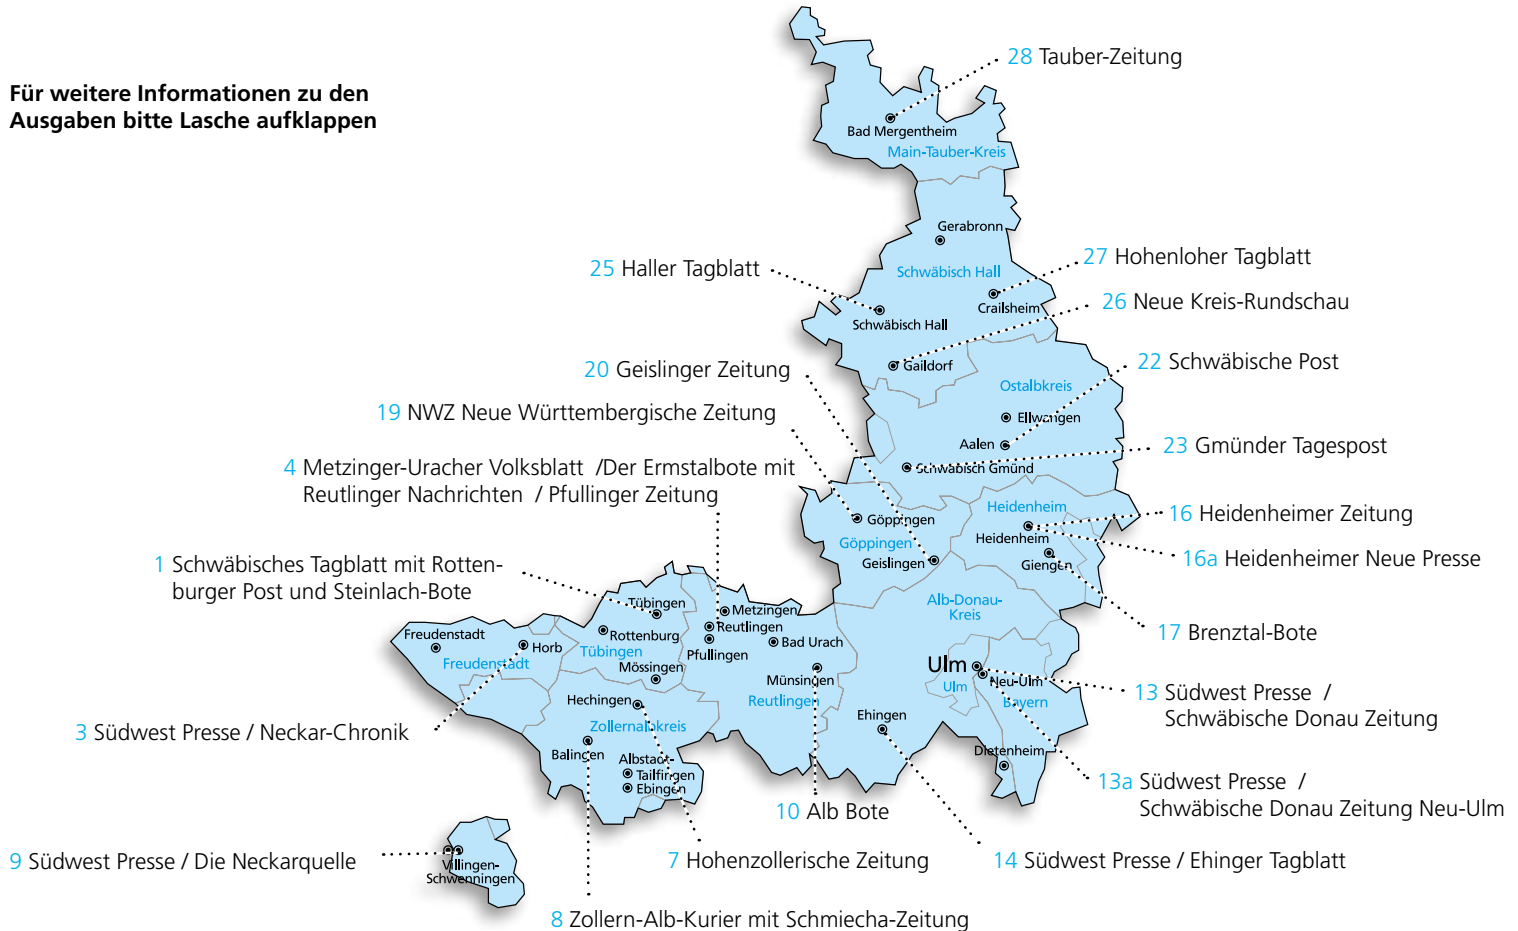 Für weitere Informationen zu den
Ausgaben bitte Lasche aufklappen
28 Tauber-Zeitung
Bad Mergentheim
Main-Tauber-Kreis
Gerabronn
25 Haller Tagblatt
Schwäbisch Hall
27 Hohenloher Tagblatt
Crailsheim
26 Neue Kreis-Rundschau
Schwäbisch Hall
Gaildorf
20 Geislinger Zeitung
22 Schwäbische Post
Ostalbkreis
19 NWZ Neue Württembergische Zeitung
Ellwangen
Aalen
23 Gmünder Tagespost
Schwäbisch Gmünd
4 Metzinger-Uracher Volksblatt /Der Ermstalbote mit
Reutlinger Nachrichten / Pfullinger Zeitung
Heidenheim
16 Heidenheimer Zeitung
Göppingen
Göppingen
Heidenheim
16a Heidenheimer Neue Presse
Geislingen
Giengen
1 Schwäbisches Tagblatt mit Rotten-
burger Post und Steinlach-Bote
Alb-Donau-
Kreis
Tübingen
Metzingen
Reutlingen
17 Brenztal-Bote
Freudenstadt
Rottenburg
Bad Urach
Horb
Tübingen
Pfullingen
Freudenstadt
Mössingen
Münsingen
Ulm
Neu-Ulm
Ulm
13 Südwest Presse /
Schwäbische Donau Zeitung
Hechingen
Reutlingen
Bayern
Ehingen
3 Südwest Presse / Neckar-Chronik
Zollernalbkreis
Balingen
Albstadt-
Tailfingen
Ebingen
Dietenheim
13a Südwest Presse /
Schwäbische Donau Zeitung Neu-Ulm
10 Alb Bote
9 Südwest Presse / Die Neckarquelle
Villingen-
Schwenningen
7 Hohenzollerische Zeitung
14 Südwest Presse / Ehinger Tagblatt
8 Zollern-Alb-Kurier mit Schmiecha-Zeitung